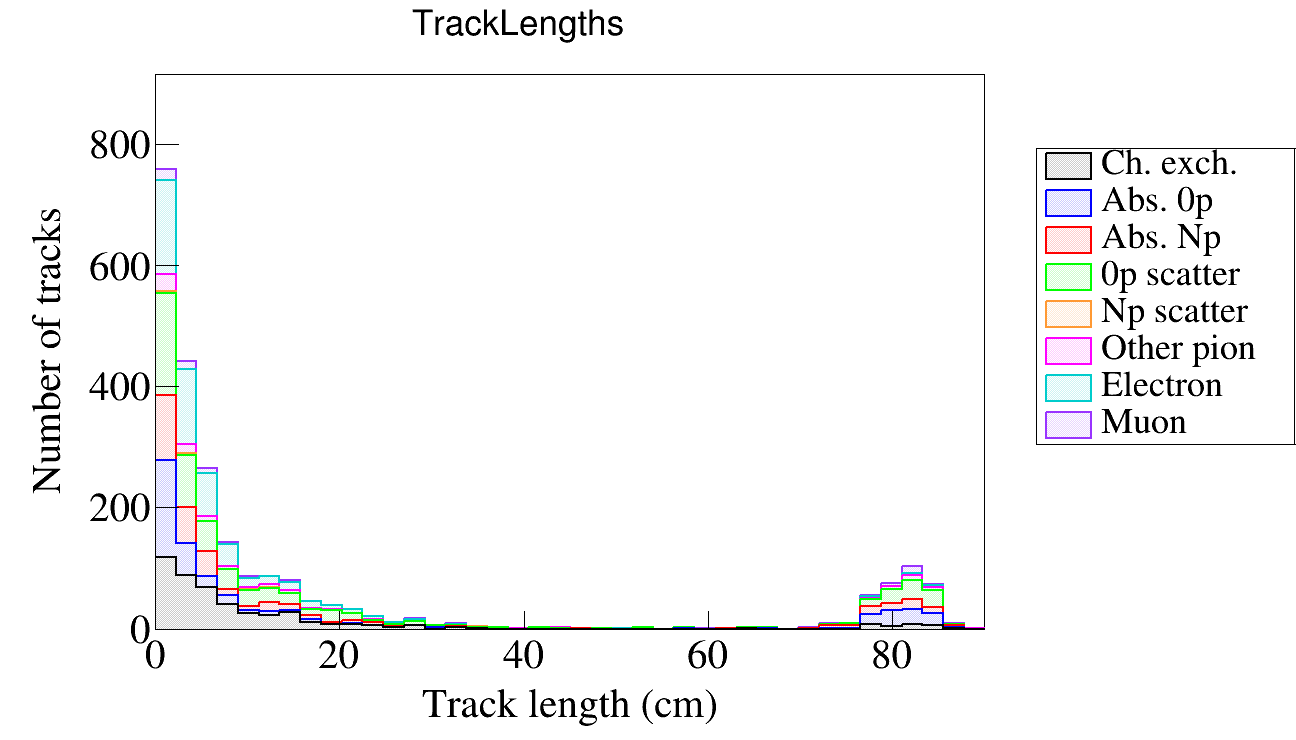 TrackLengths
Number of tracks
800
600
400
200
0
0 20 40 60 80
Track length (cm)
Ch. exch.
Abs. 0p
Abs. Np
0p scatter
Np scatter
Other pion
Electron
Muon